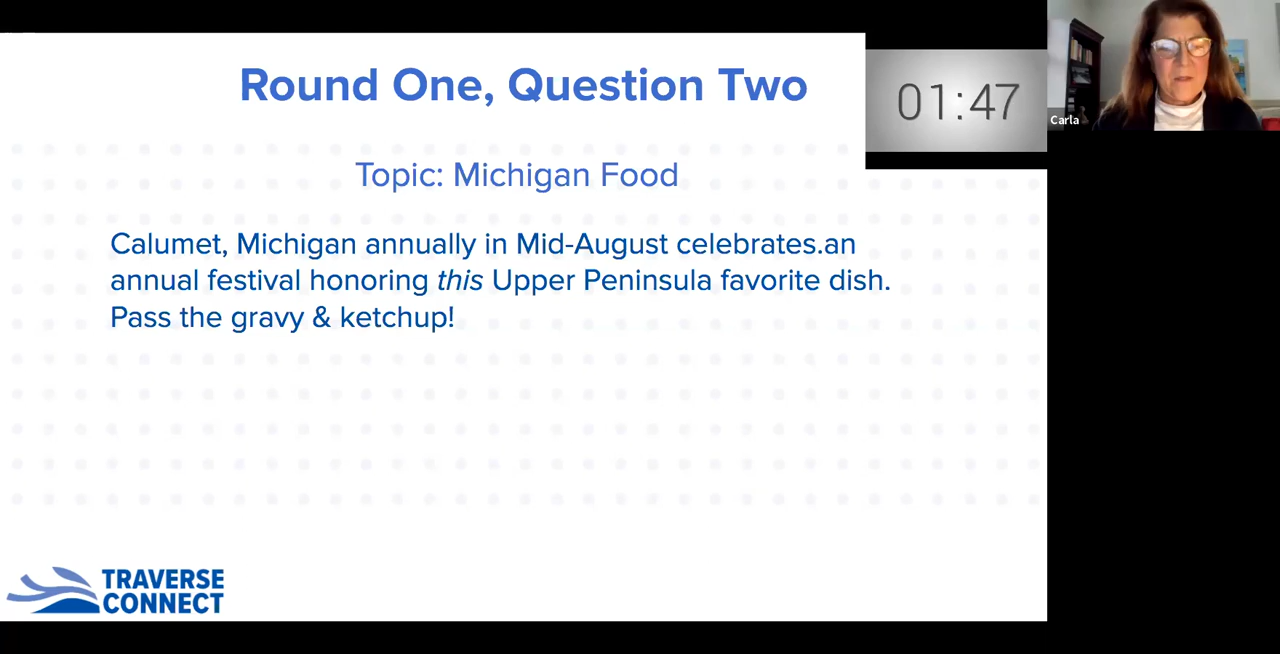 Round One, Question Two
01:47
Carla
Topic: Michigan Food
Calumet, Michigan annually in Mid-August celebrates.an
annual festival honoring this Upper Peninsula favorite dish.
Pass the gravy & ketchup!
TRAVERSE
CONNECT